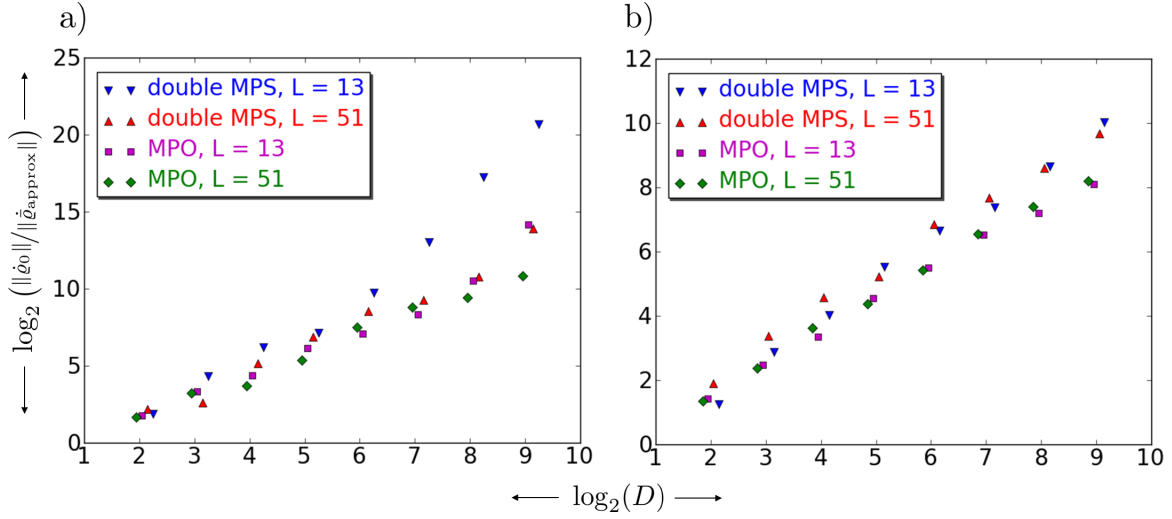 a)
b)
25
20
15
10
5
0
double MPS, L = 13
double MPS, L = 51
MPO, L = 13
MPO, L = 51
1 2 3 4 5 6 7 8 9 10
12
10
8
6
4
2
0
double MPS, L = 13
double MPS, L = 51
MPO, L = 13
MPO, L = 51
1 2 3 4 5 6 7 8 9 10
← log₂ (‖ϱ̇₀‖/‖ϱ̇approx‖) →
← log₂(D) →